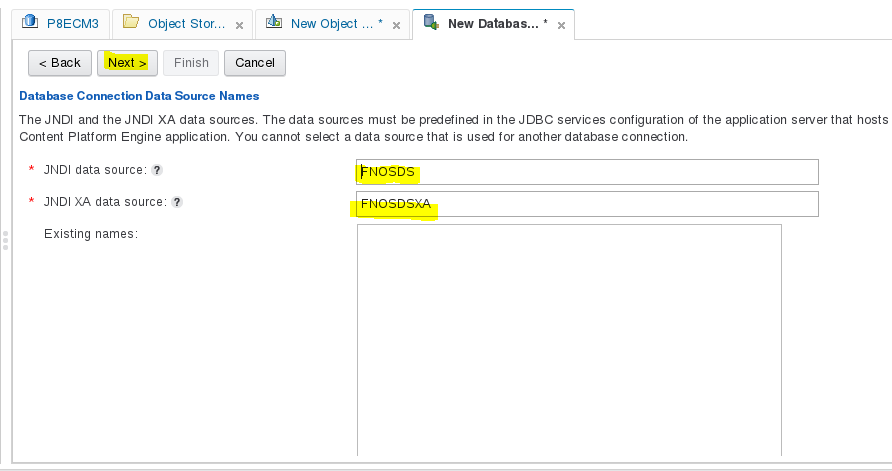 P8ECM3 Object Stor... × New Object ... * × New Databas... * ×
< Back Next > Finish Cancel
Database Connection Data Source Names
The JNDI and the JNDI XA data sources. The data sources must be predefined in the JDBC services configuration of the application server that hosts
Content Platform Engine application. You cannot select a data source that is used for another database connection.
* JNDI data source: ? FNOSDS
* JNDI XA data source: ? FNOSDSXA
Existing names: